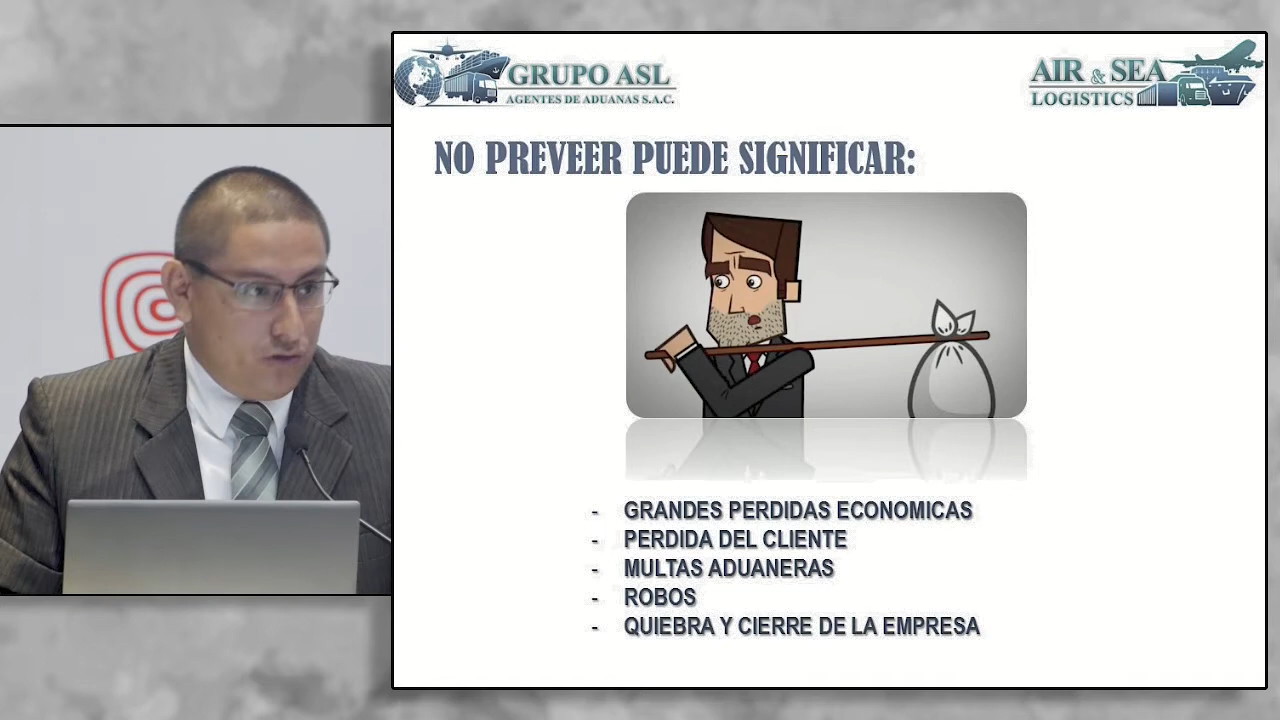 GRUPO ASL
AGENTES DE ADUANAS S.A.C.
AIR & SEA
LOGISTICS
NO PREVEER PUEDE SIGNIFICAR:
- GRANDES PERDIDAS ECONOMICAS
- PERDIDA DEL CLIENTE
- MULTAS ADUANERAS
- ROBOS
- QUIEBRA Y CIERRE DE LA EMPRESA